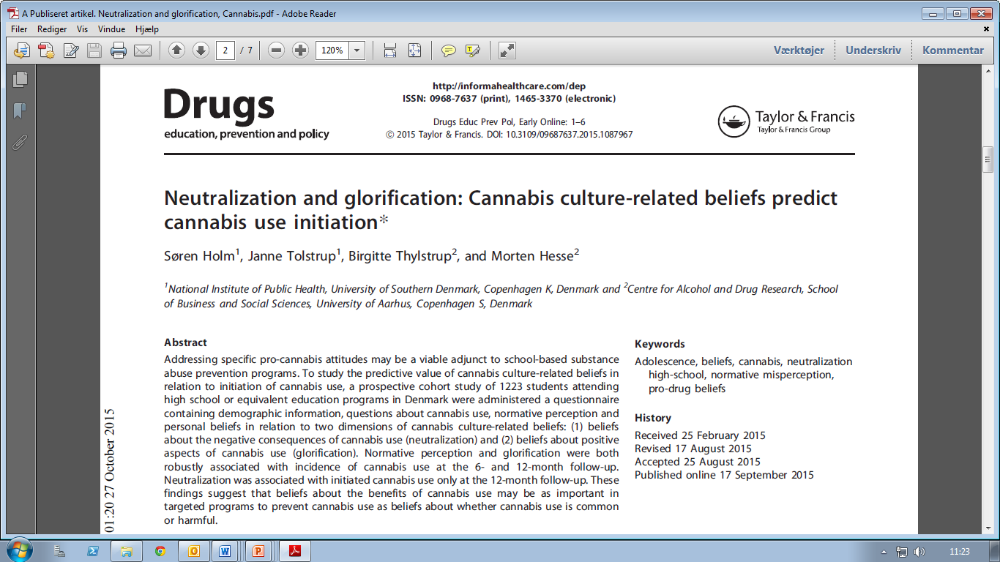 A Publiseret artikel. Neutralization and glorification, Cannabis.pdf - Adobe Reader
Filer Rediger Vis Vindue Hjælp
2 / 7 120% Værktøjer Underskriv Kommentar
Drugs
education, prevention and policy
http://informahealthcare.com/dep
ISSN: 0968-7637 (print), 1465-3370 (electronic)
Drugs Educ Prev Pol, Early Online: 1–6
© 2015 Taylor & Francis. DOI: 10.3109/09687637.2015.1087967
Taylor & Francis
Taylor & Francis Group
Neutralization and glorification: Cannabis culture-related beliefs predict
cannabis use initiation*
Søren Holm1, Janne Tolstrup1, Birgitte Thylstrup2, and Morten Hesse2
1National Institute of Public Health, University of Southern Denmark, Copenhagen K, Denmark and 2Centre for Alcohol and Drug Research, School
of Business and Social Sciences, University of Aarhus, Copenhagen S, Denmark
Abstract
Addressing specific pro-cannabis attitudes may be a viable adjunct to school-based substance
abuse prevention programs. To study the predictive value of cannabis culture-related beliefs in
relation to initiation of cannabis use, a prospective cohort study of 1223 students attending
high school or equivalent education programs in Denmark were administered a questionnaire
containing demographic information, questions about cannabis use, normative perception and
personal beliefs in relation to two dimensions of cannabis culture-related beliefs: (1) beliefs
about the negative consequences of cannabis use (neutralization) and (2) beliefs about positive
aspects of cannabis use (glorification). Normative perception and glorification were both
robustly associated with incidence of cannabis use at the 6- and 12-month follow-up.
Neutralization was associated with initiated cannabis use only at the 12-month follow-up. These
findings suggest that beliefs about the benefits of cannabis use may be as important in
targeted programs to prevent cannabis use as beliefs about whether cannabis use is common
or harmful.
Keywords
Adolescence, beliefs, cannabis, neutralization
high-school, normative misperception,
pro-drug beliefs
History
Received 25 February 2015
Revised 17 August 2015
Accepted 25 August 2015
Published online 17 September 2015
01:20 27 October 2015
11:23